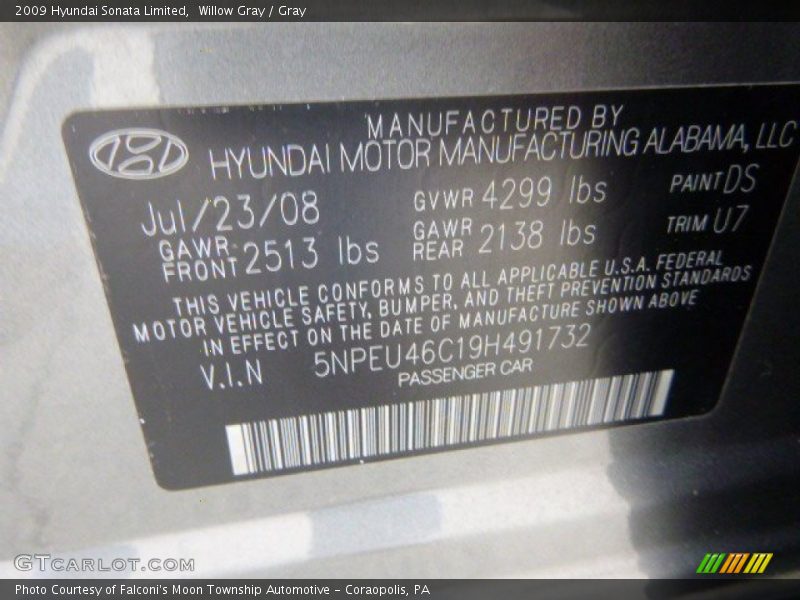 2009 Hyundai Sonata Limited, Willow Gray / Gray
MANUFACTURED BY
HYUNDAI MOTOR MANUFACTURING ALABAMA, LLC
Jul/23/08 GVWR 4299 lbs PAINT DS
GAWR FRONT 2513 lbs GAWR REAR 2138 lbs TRIM U7
THIS VEHICLE CONFORMS TO ALL APPLICABLE U.S.A. FEDERAL
MOTOR VEHICLE SAFETY, BUMPER, AND THEFT PREVENTION STANDARDS
IN EFFECT ON THE DATE OF MANUFACTURE SHOWN ABOVE
V.I.N 5NPEU46C19H491732
PASSENGER CAR
GTCarLot.com
Photo Courtesy of Falconi's Moon Township Automotive - Coraopolis, PA